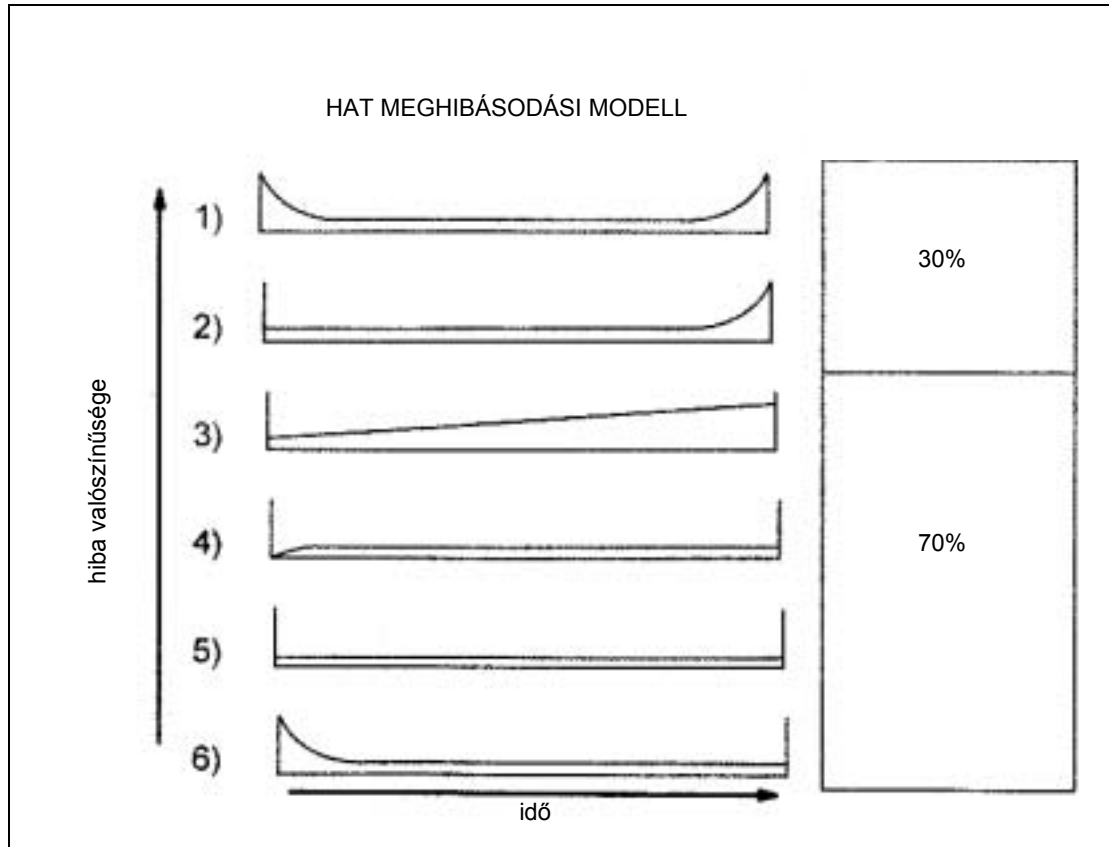 HAT MEGHIBÁSODÁSI MODELL
1)
2)
3)
4)
5)
6)
hiba valószínűsége
idő
30%
70%